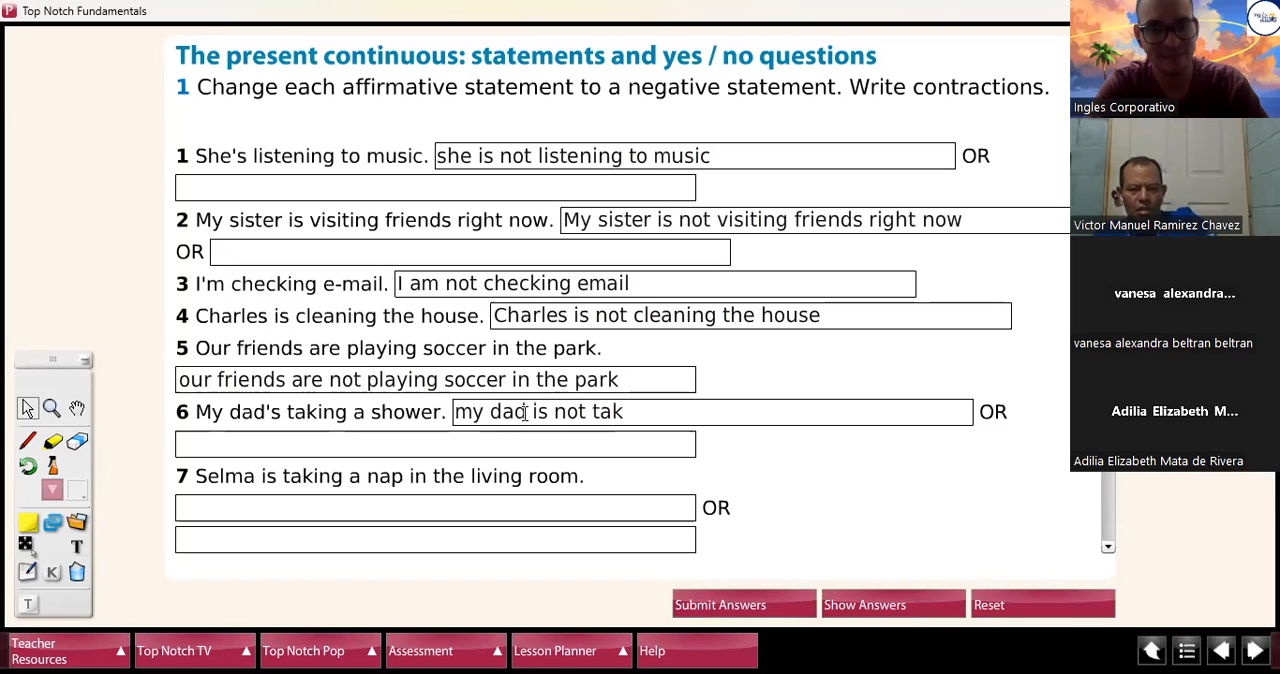 Top Notch Fundamentals
The present continuous: statements and yes / no questions
1 Change each affirmative statement to a negative statement. Write contractions.
1 She's listening to music. she is not listening to music OR
2 My sister is visiting friends right now. My sister is not visiting friends right now
OR
3 I'm checking e-mail. I am not checking email
4 Charles is cleaning the house. Charles is not cleaning the house
5 Our friends are playing soccer in the park.
our friends are not playing soccer in the park
6 My dad's taking a shower. my dad is not tak OR
7 Selma is taking a nap in the living room.
OR
Submit Answers
Show Answers
Reset
Teacher Resources
Top Notch TV
Top Notch Pop
Assessment
Lesson Planner
Help
T
K
T
Ingles Corporativo
Victor Manuel Ramirez Chavez
vanesa alexandra...
vanesa alexandra beltran beltran
Adilia Elizabeth M...
Adilia Elizabeth Mata de Rivera